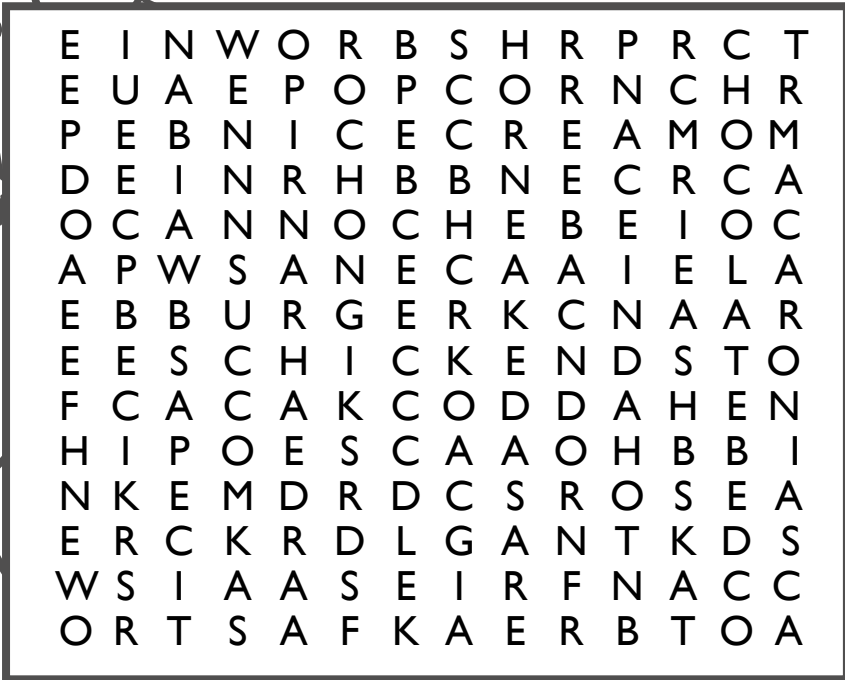 E I N W O R B S H R P R C T
E U A E P O P C O R N C H R
P E B N I C E C R E A M O M
D E I N R H B B N E C R C A
O C A N N O C H E B E I O C
A P W S A N E C A A I E L A
E B B U R G E R K C N A A R
E E S C H I C K E N D S T O
F C A C A K C O D D A H E N
H I P O E S C A A O H B B I
N K E M D R D C S R O S E A
E R C K R D L G A N T K D S
W S I A A S E I R F N A C C
O R T S A F K A E R B T O A